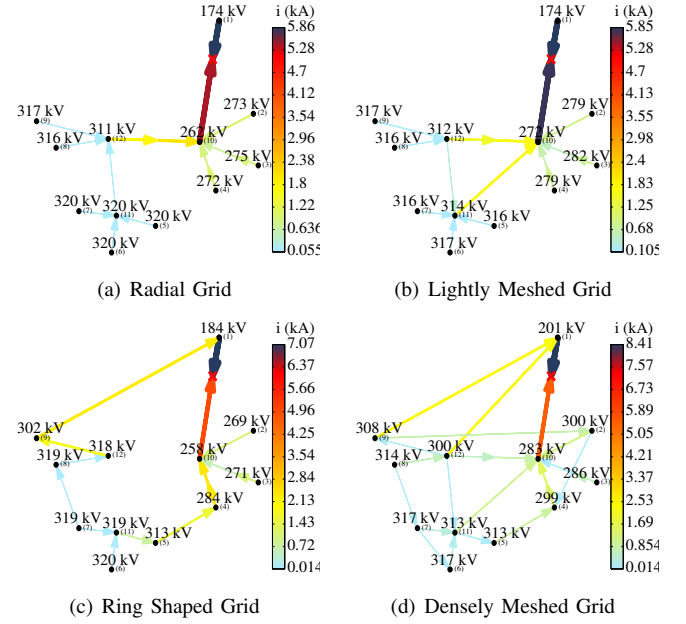 174 kV
(1)
i (kA)
5.86
5.28
4.7
4.12
3.54
2.96
2.38
1.8
1.22
0.636
0.055
317 kV
(9)
316 kV
(8)
311 kV
(12)
262 kV
(10)
273 kV
(2)
275 kV
(3)
272 kV
(4)
320 kV
(7)
320 kV
(11)
320 kV
(5)
320 kV
(6)
(a) Radial Grid
174 kV
(1)
i (kA)
5.85
5.28
4.7
4.13
3.55
2.98
2.4
1.83
1.25
0.68
0.105
317 kV
(9)
316 kV
(8)
312 kV
(12)
272 kV
(10)
279 kV
(2)
282 kV
(3)
279 kV
(4)
316 kV
(7)
314 kV
(11)
316 kV
(5)
317 kV
(6)
(b) Lightly Meshed Grid
184 kV
(1)
i (kA)
7.07
6.37
5.66
4.95
4.25
3.54
2.84
2.13
1.42
0.72
0.014
302 kV
(9)
319 kV
(8)
318 kV
(12)
258 kV
(10)
269 kV
(2)
271 kV
(3)
284 kV
(4)
319 kV
(7)
319 kV
(11)
313 kV
(5)
320 kV
(6)
(c) Ring Shaped Grid
201 kV
(1)
i (kA)
8.41
7.57
6.73
5.89
5.05
4.21
3.37
2.53
1.69
0.854
0.014
308 kV
(9)
314 kV
(8)
300 kV
(12)
283 kV
(10)
300 kV
(2)
286 kV
(3)
299 kV
(4)
317 kV
(7)
313 kV
(11)
313 kV
(5)
317 kV
(6)
(d) Densely Meshed Grid